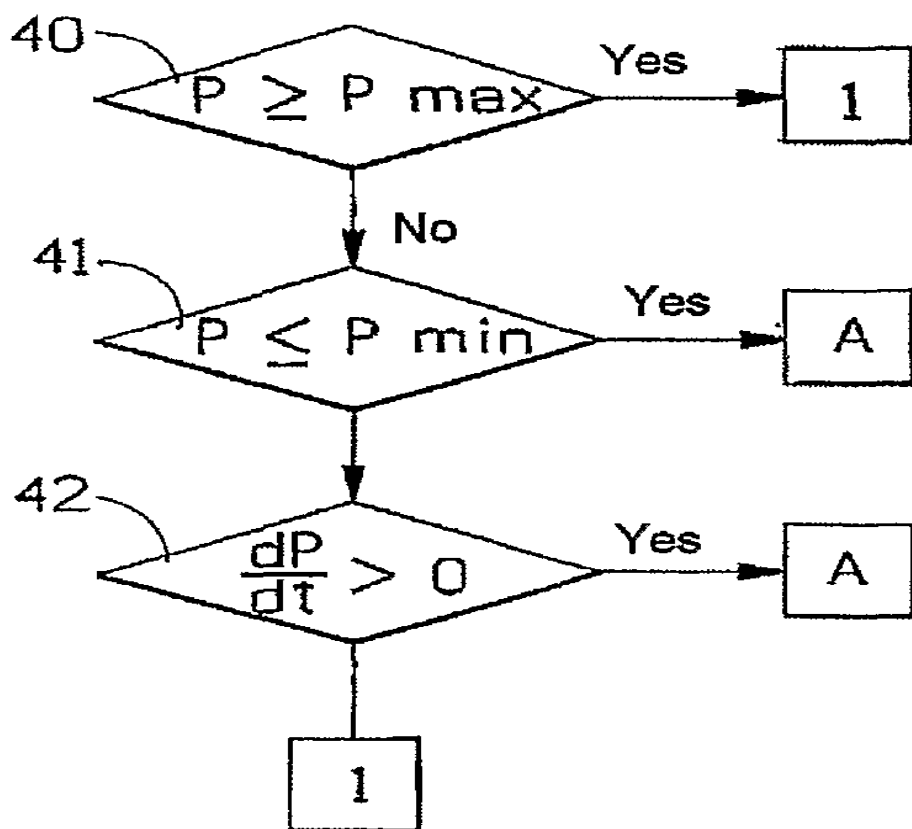 40
Yes
P ≥ P max
1
No
41
Yes
P ≤ P min
A
42
Yes
dP
dt
> 0
A
1